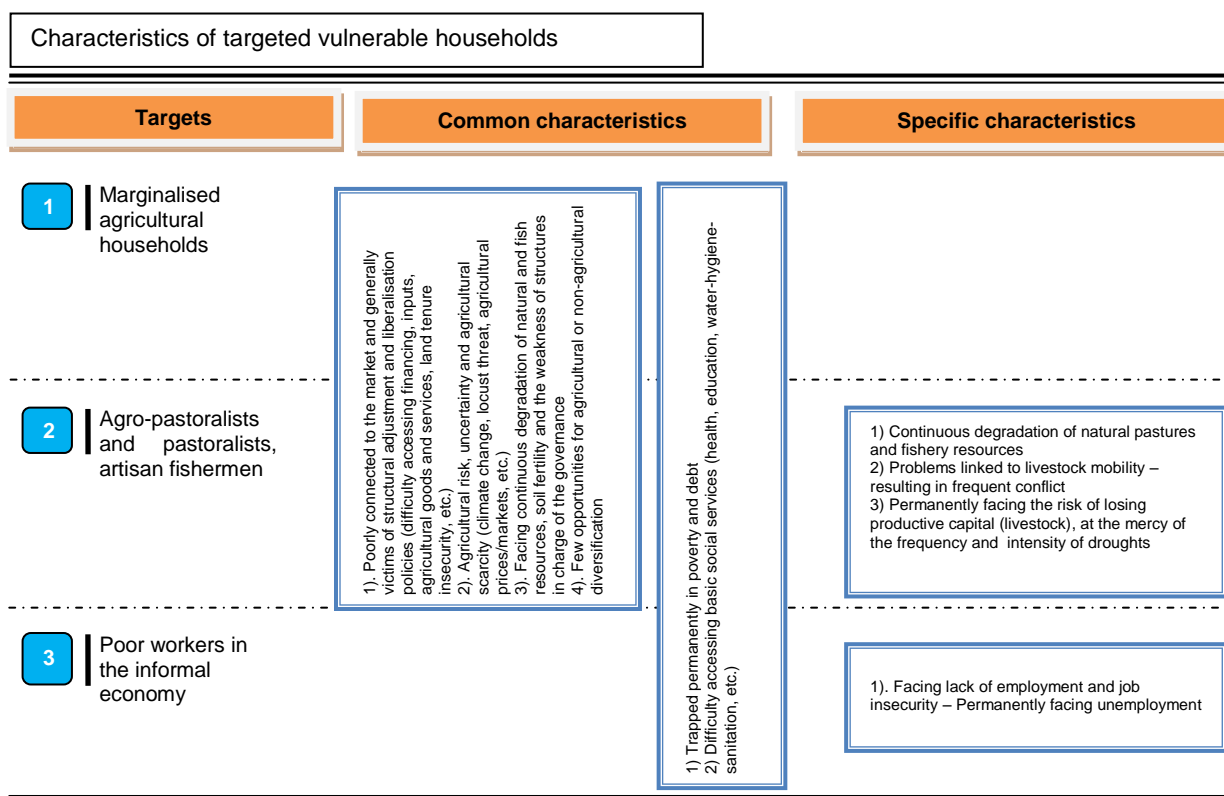 Characteristics of targeted vulnerable households
Targets
Common characteristics
Specific characteristics
1
Marginalised
agricultural
households
2
Agro-pastoralists
and pastoralists,
artisan fishermen
3
Poor workers in
the informal
economy
1). Poorly connected to the market and generally
victims of structural adjustment and liberalisation
policies (difficulty accessing financing, inputs,
agricultural goods and services, land tenure
insecurity, etc.)
2). Agricultural risk, uncertainty and agricultural
scarcity (climate change, locust threat, agricultural
prices/markets, etc.)
3). Facing continuous degradation of natural and fish
resources, soil fertility and the weakness of structures
in charge of the governance
4). Few opportunities for agricultural or non-agricultural
diversification
1) Trapped permanently in poverty and debt
2) Difficulty accessing basic social services (health, education, water-hygiene-
sanitation, etc.)
1) Continuous degradation of natural pastures
and fishery resources
2) Problems linked to livestock mobility –
resulting in frequent conflict
3) Permanently facing the risk of losing
productive capital (livestock), at the mercy of
the frequency and intensity of droughts
1). Facing lack of employment and job
insecurity – Permanently facing unemployment